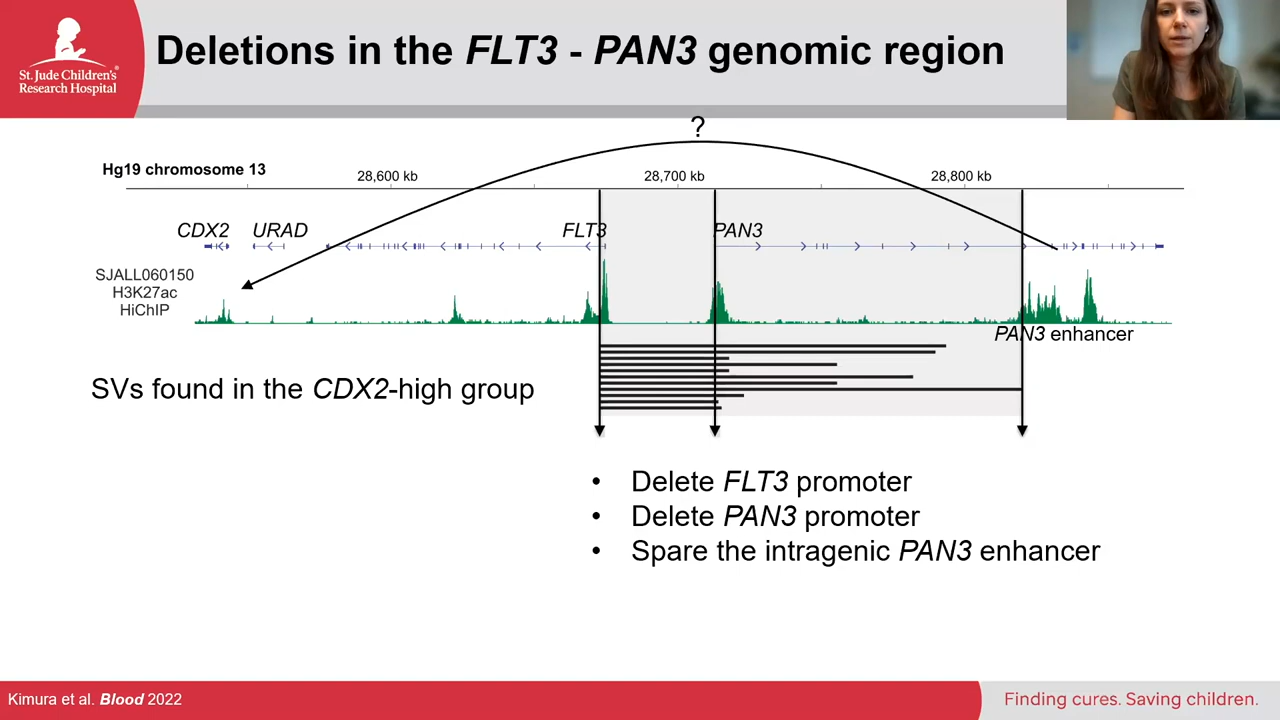 St. Jude Children's®
Research Hospital
Deletions in the FLT3 - PAN3 genomic region
?
Hg19 chromosome 13
28,600 kb
28,700 kb
28,800 kb
CDX2
URAD
FLT3
PAN3
SJALL060150
H3K27ac
HiChIP
PAN3 enhancer
SVs found in the CDX2-high group
• Delete FLT3 promoter
• Delete PAN3 promoter
• Spare the intragenic PAN3 enhancer
Kimura et al. Blood 2022
Finding cures. Saving children.